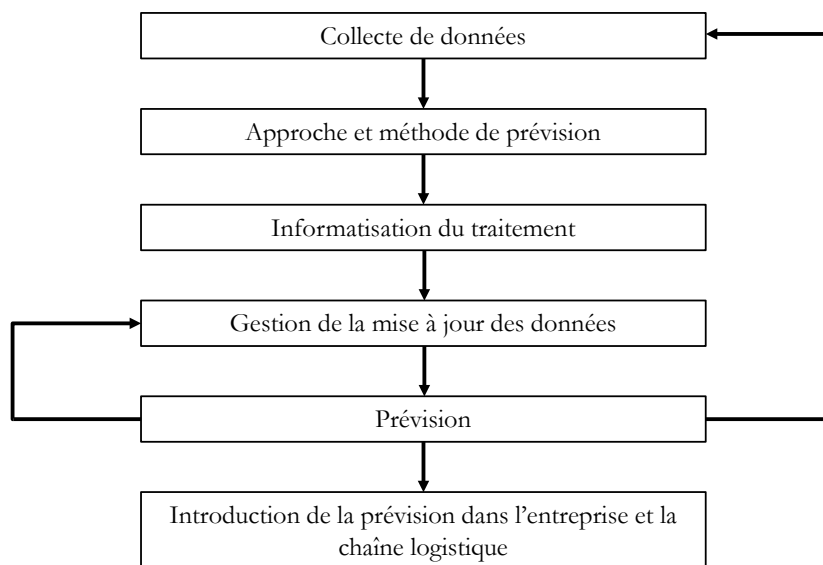 Collecte de données
Approche et méthode de prévision
Informatisation du traitement
Gestion de la mise à jour des données
Prévision
Introduction de la prévision dans l’entreprise et la
chaîne logistique